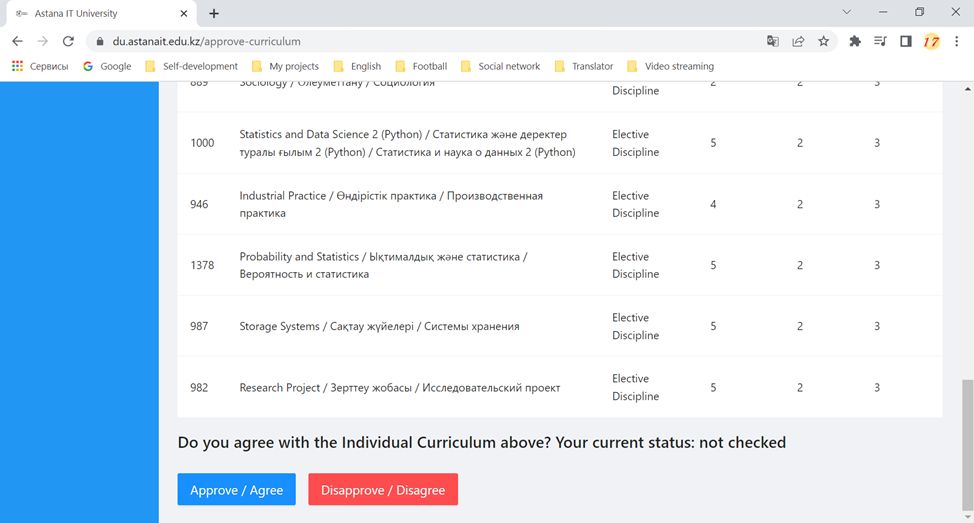 Astana IT University
du.astanait.edu.kz/approve-curriculum
17
Сервисы Google Self-development My projects English Football Social network Translator Video streaming
889 Sociology / Әлеуметтану / Социология 2 2 3
Discipline
1000 Statistics and Data Science 2 (Python) / Статистика және деректер туралы ғылым 2 (Python) / Статистика и наука о данных 2 (Python) Elective Discipline 5 2 3
946 Industrial Practice / Өндірістік практика / Производственная практика Elective Discipline 4 2 3
1378 Probability and Statistics / Ықтималдық және статистика / Вероятность и статистика Elective Discipline 5 2 3
987 Storage Systems / Сақтау жүйелері / Системы хранения Elective Discipline 5 2 3
982 Research Project / Зерттеу жобасы / Исследовательский проект Elective Discipline 5 2 3
Do you agree with the Individual Curriculum above? Your current status: not checked
Approve / Agree Disapprove / Disagree